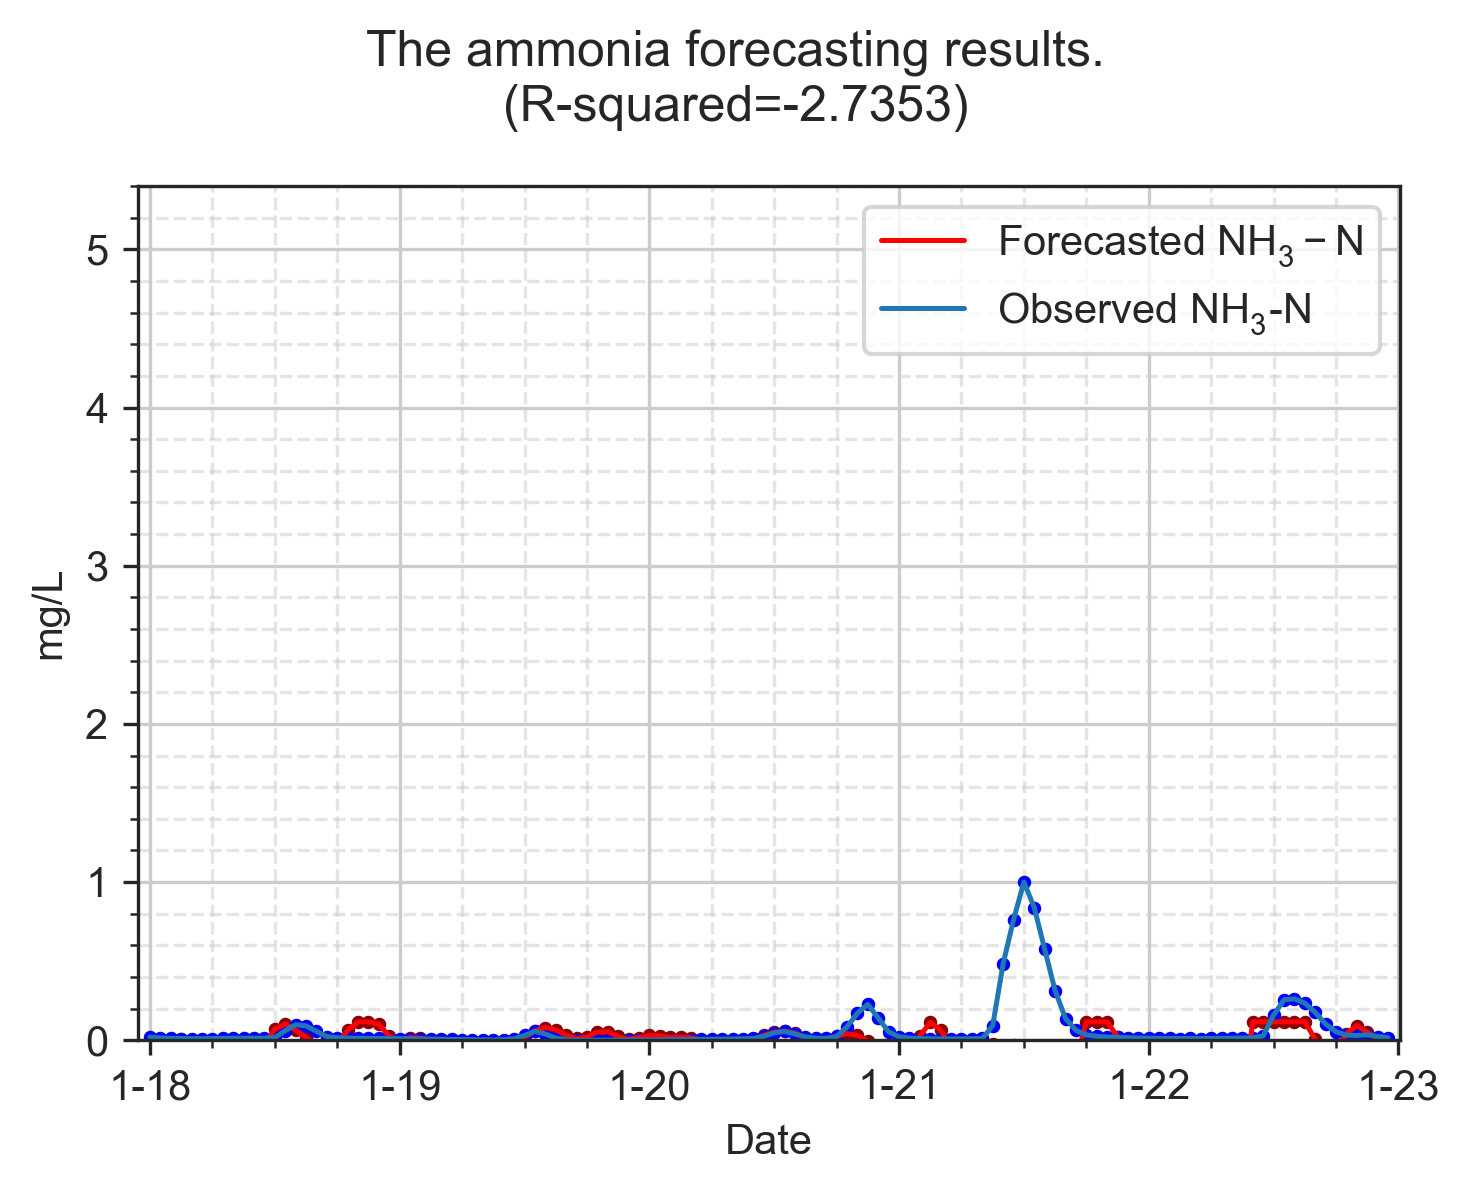 The ammonia forecasting results.
(R-squared=-2.7353)
Forecasted NH₃ − N
Observed NH₃-N
5
4
3
2
1
0
mg/L
1-18 1-19 1-20 1-21 1-22 1-23
Date